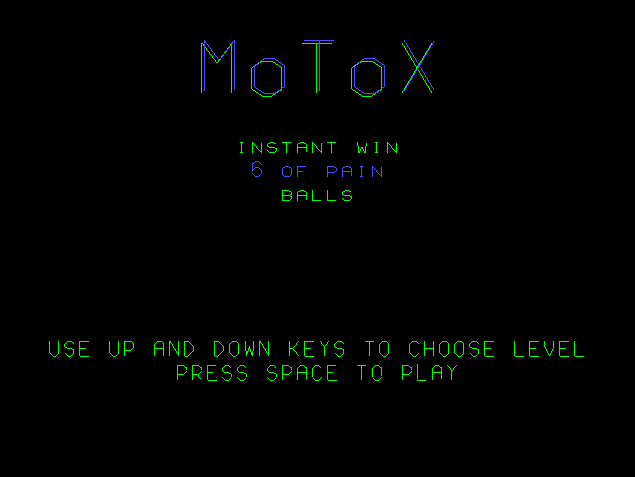 MoToX
INSTANT WIN
6 OF PAIN
BALLS
USE UP AND DOWN KEYS TO CHOOSE LEVEL
PRESS SPACE TO PLAY